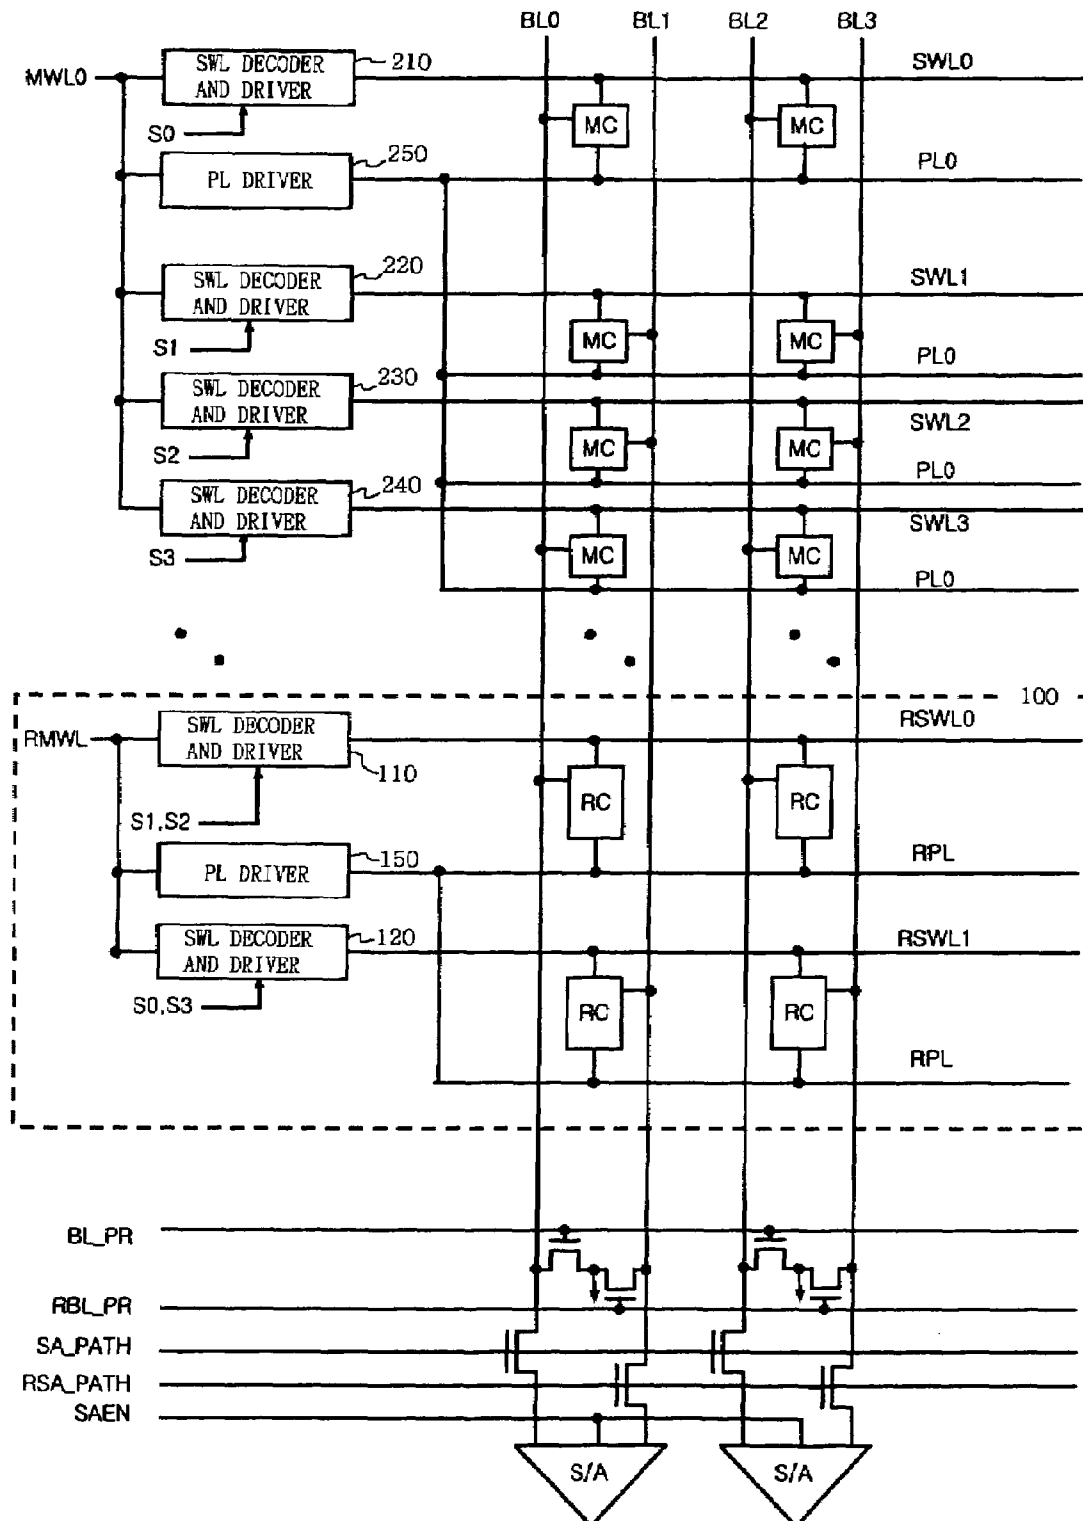 BL0 BL1 BL2 BL3
MWL0 SWL DECODER AND DRIVER 210 SWL0
S0 MC MC
PL DRIVER 250 PL0
SWL DECODER AND DRIVER 220 SWL1
S1 MC MC PL0
SWL DECODER AND DRIVER 230
SWL2
S2 MC MC PL0
SWL DECODER AND DRIVER 240
SWL3
S3 MC MC
PL0
100
RMWL SWL DECODER AND DRIVER 110 RSWL0
S1,S2 RC RC
PL DRIVER 150 RPL
SWL DECODER AND DRIVER 120 RSWL1
S0,S3 RC RC
RPL
BL_PR
RBL_PR
SA_PATH
RSA_PATH
SAEN
S/A S/A